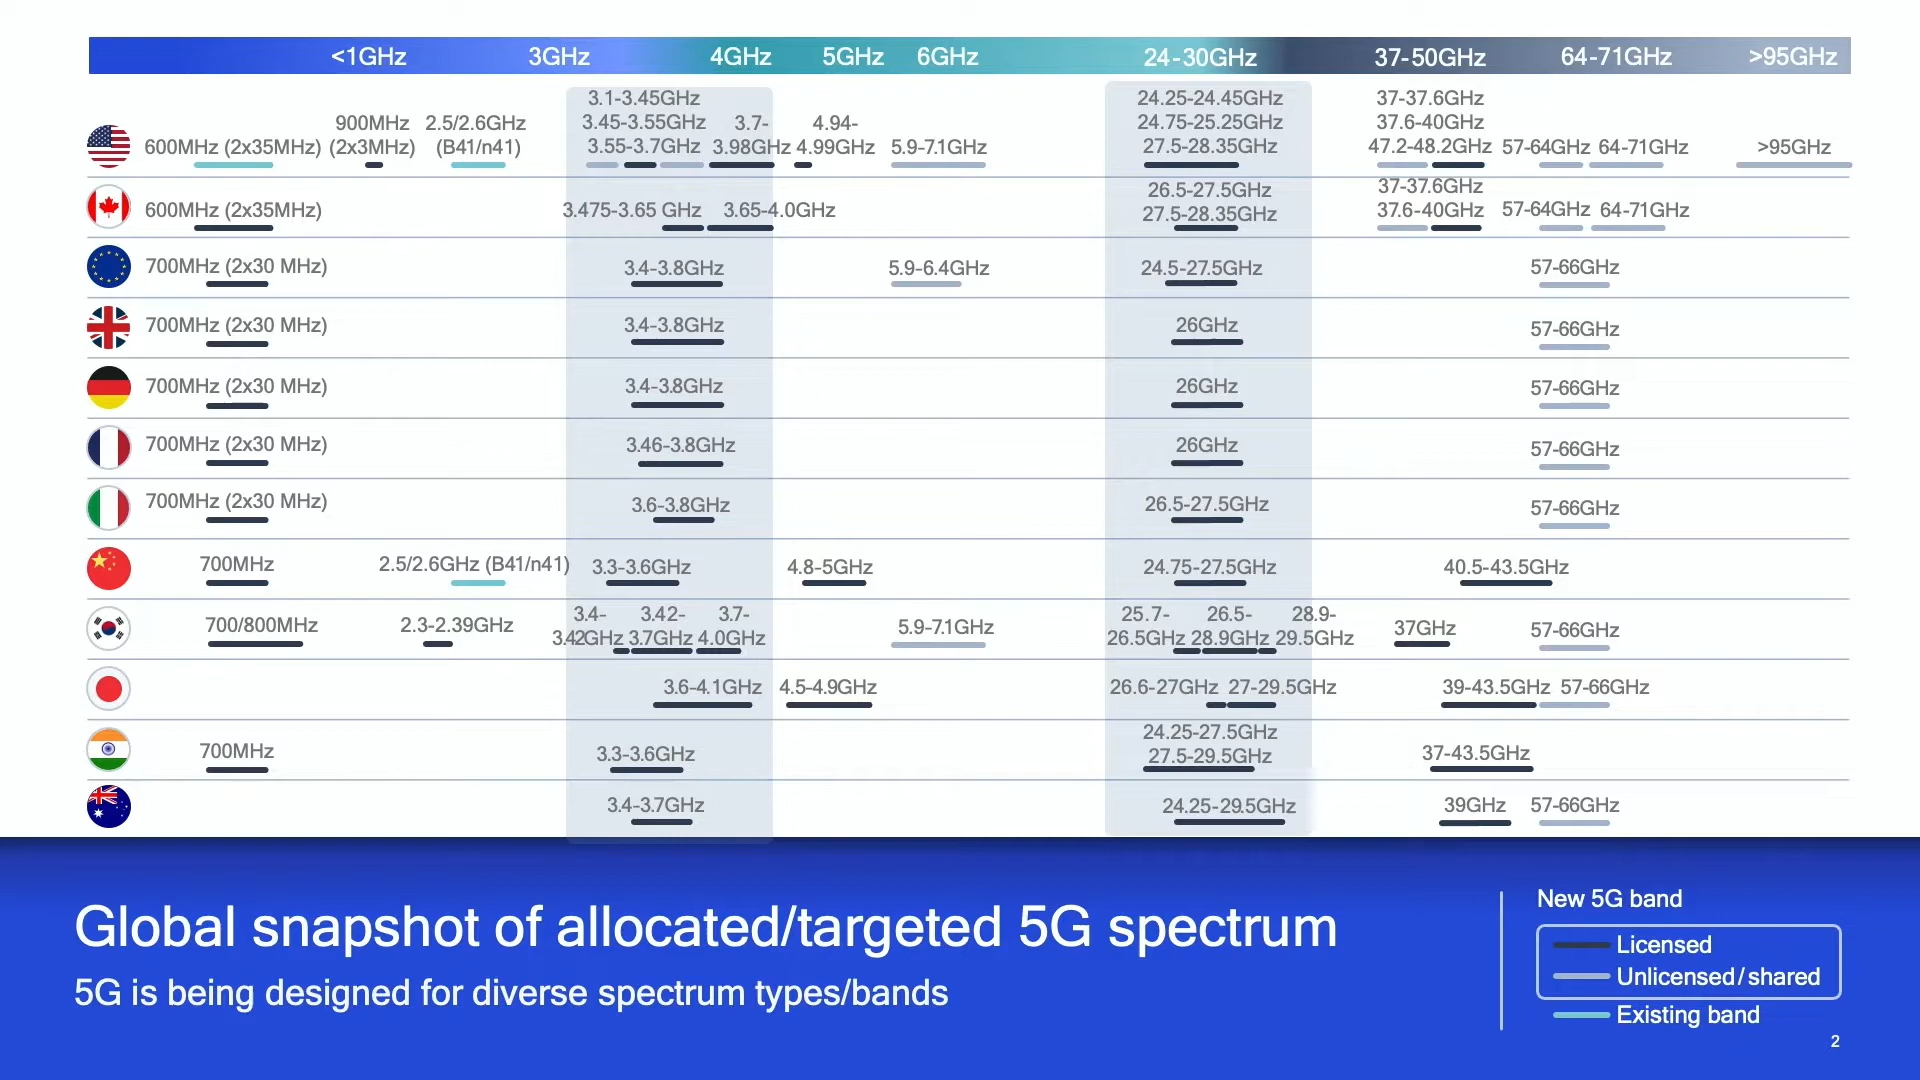 <1GHz 3GHz 4GHz 5GHz 6GHz 24-30GHz 37-50GHz 64-71GHz >95GHz
3.1-3.45GHz 24.25-24.45GHz 37-37.6GHz
900MHz 2.5/2.6GHz 3.45-3.55GHz 3.7- 4.94- 24.75-25.25GHz 37.6-40GHz
600MHz (2x35MHz) (2x3MHz) (B41/n41) 3.55-3.7GHz 3.98GHz 4.99GHz 5.9-7.1GHz 27.5-28.35GHz 47.2-48.2GHz 57-64GHz 64-71GHz >95GHz
26.5-27.5GHz 37-37.6GHz
600MHz (2x35MHz) 3.475-3.65 GHz 3.65-4.0GHz 27.5-28.35GHz 37.6-40GHz 57-64GHz 64-71GHz
700MHz (2x30 MHz) 3.4-3.8GHz 5.9-6.4GHz 24.5-27.5GHz 57-66GHz
700MHz (2x30 MHz) 3.4-3.8GHz 26GHz 57-66GHz
700MHz (2x30 MHz) 3.4-3.8GHz 26GHz 57-66GHz
700MHz (2x30 MHz) 3.46-3.8GHz 26GHz 57-66GHz
700MHz (2x30 MHz) 3.6-3.8GHz 26.5-27.5GHz 57-66GHz
700MHz 2.5/2.6GHz (B41/n41) 3.3-3.6GHz 4.8-5GHz 24.75-27.5GHz 40.5-43.5GHz
3.4- 3.42- 3.7- 25.7- 26.5- 28.9-
700/800MHz 2.3-2.39GHz 3.42GHz 3.7GHz 4.0GHz 5.9-7.1GHz 26.5GHz 28.9GHz 29.5GHz 37GHz 57-66GHz
3.6-4.1GHz 4.5-4.9GHz 26.6-27GHz 27-29.5GHz 39-43.5GHz 57-66GHz
24.25-27.5GHz
700MHz 3.3-3.6GHz 27.5-29.5GHz 37-43.5GHz
3.4-3.7GHz 24.25-29.5GHz 39GHz 57-66GHz
Global snapshot of allocated/targeted 5G spectrum
5G is being designed for diverse spectrum types/bands
New 5G band
Licensed
Unlicensed/shared
Existing band
2